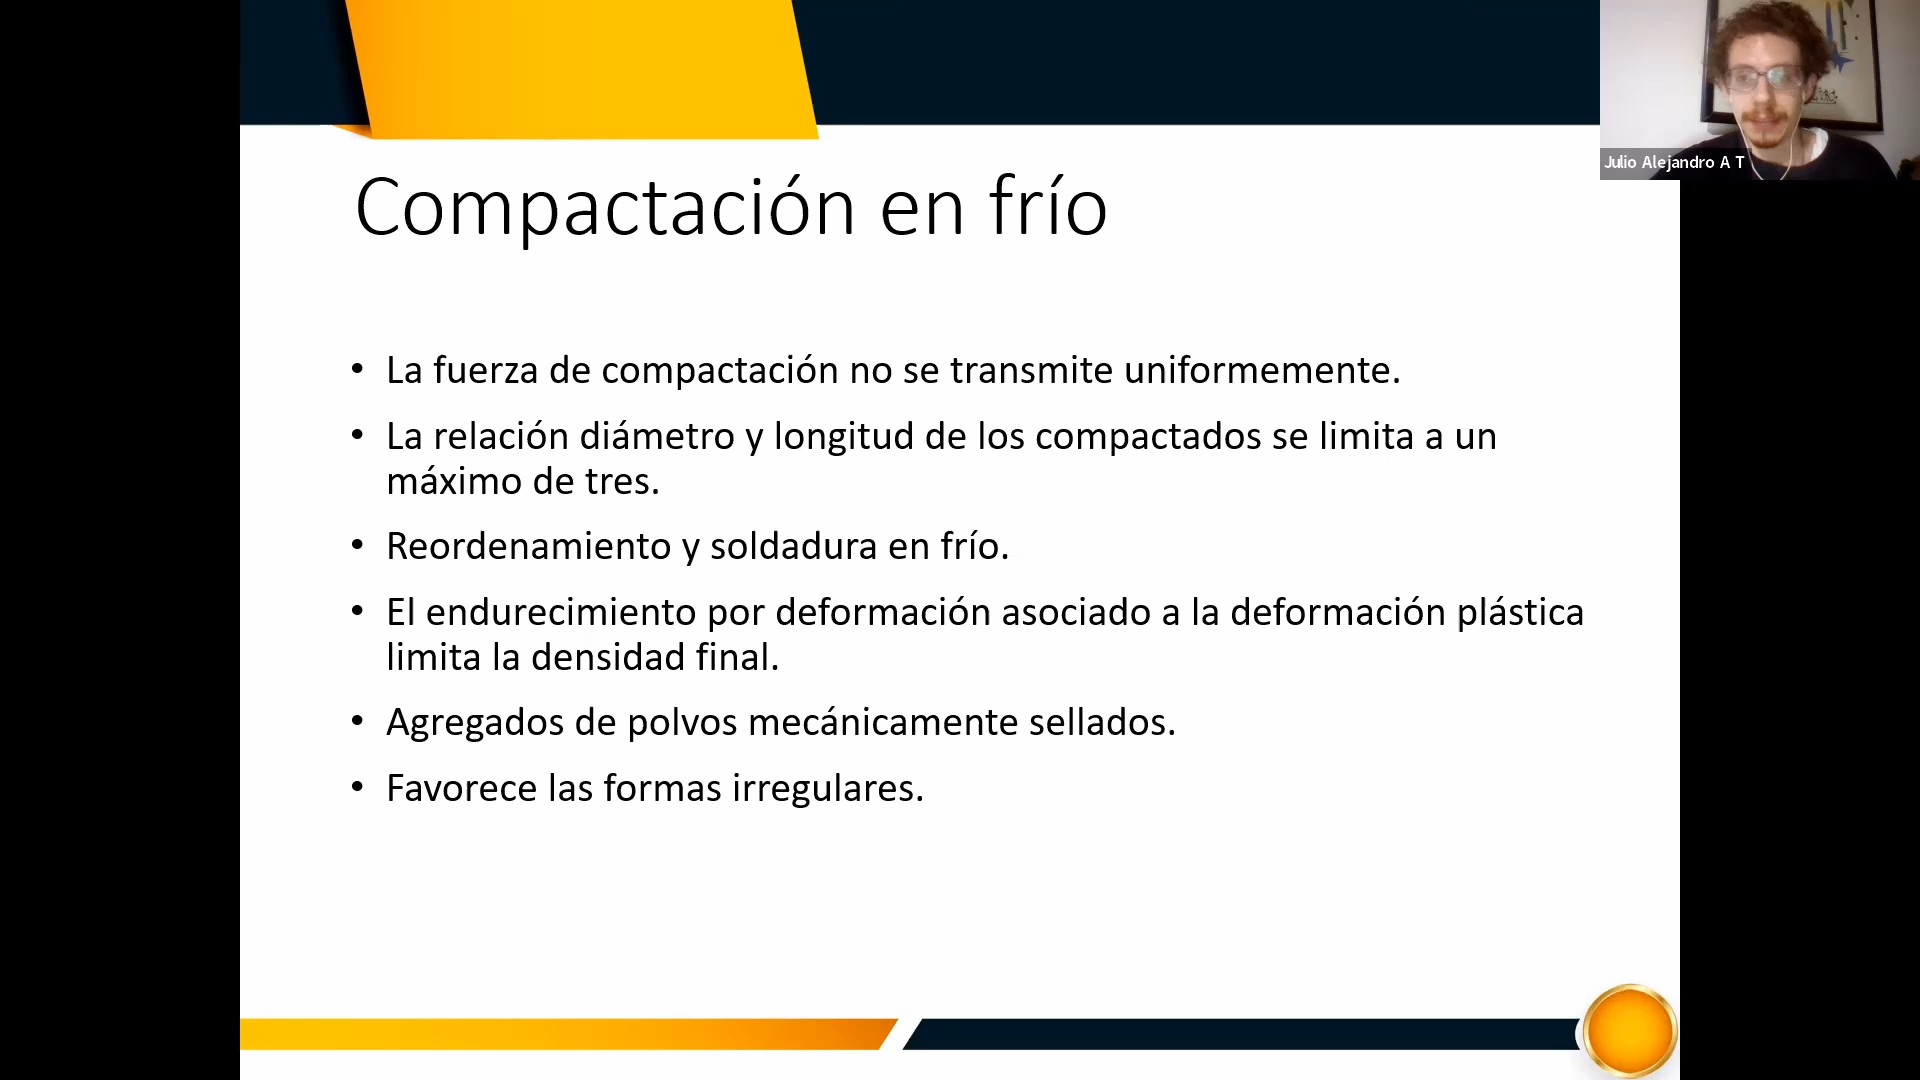 Julio Alejandro A T
Compactación en frío
• La fuerza de compactación no se transmite uniformemente.
• La relación diámetro y longitud de los compactados se limita a un
máximo de tres.
• Reordenamiento y soldadura en frío.
• El endurecimiento por deformación asociado a la deformación plástica
limita la densidad final.
• Agregados de polvos mecánicamente sellados.
• Favorece las formas irregulares.